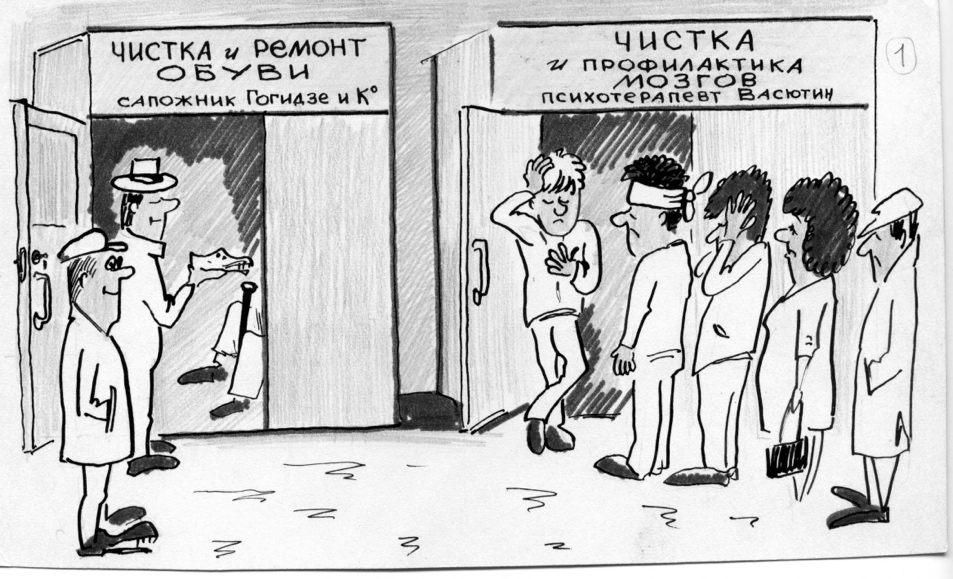 ЧИСТКА и РЕМОНТ
ОБУВИ
САПОЖНИК ГОГИДЗЕ И К°
ЧИСТКА
и ПРОФИЛАКТИКА
МОЗГОВ
ПСИХОТЕРАПЕВТ ВАСЮТИН
1